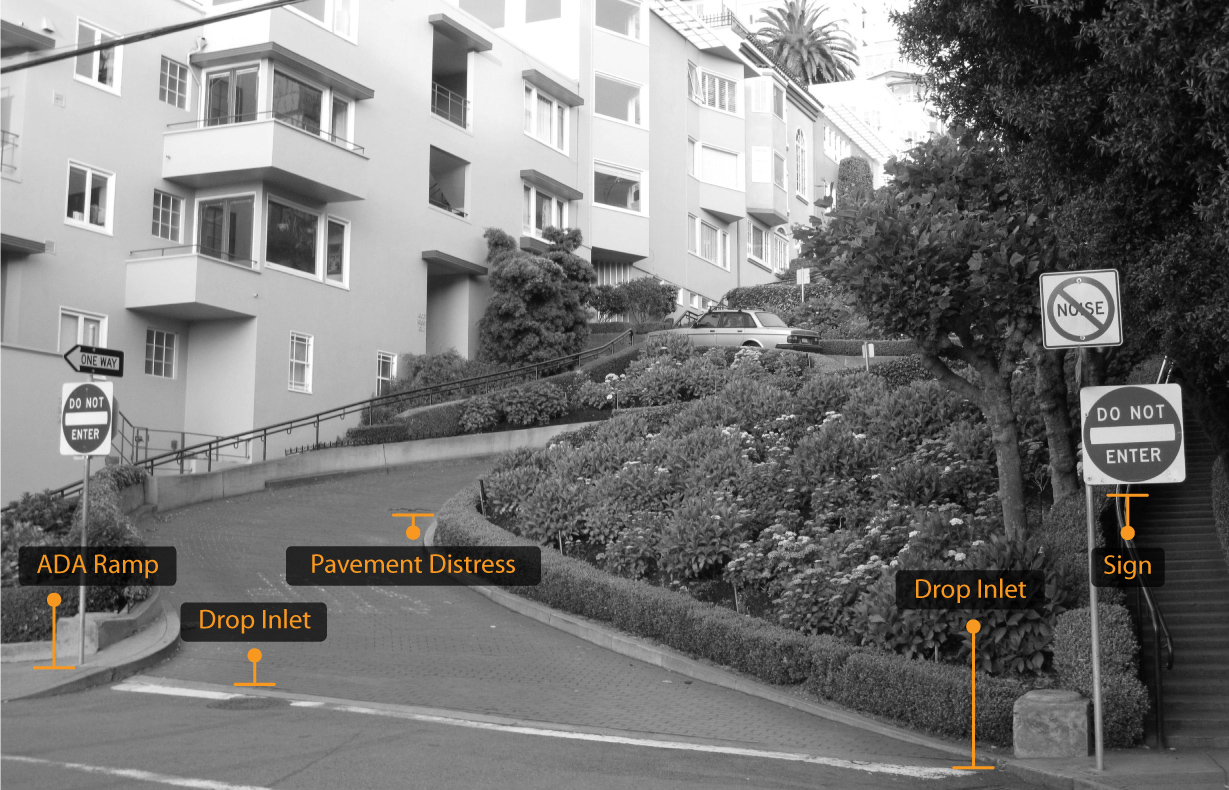 NOISE
ONE WAY
DO NOT
ENTER
DO NOT
ENTER
ADA Ramp
Pavement Distress
Sign
Drop Inlet
Drop Inlet